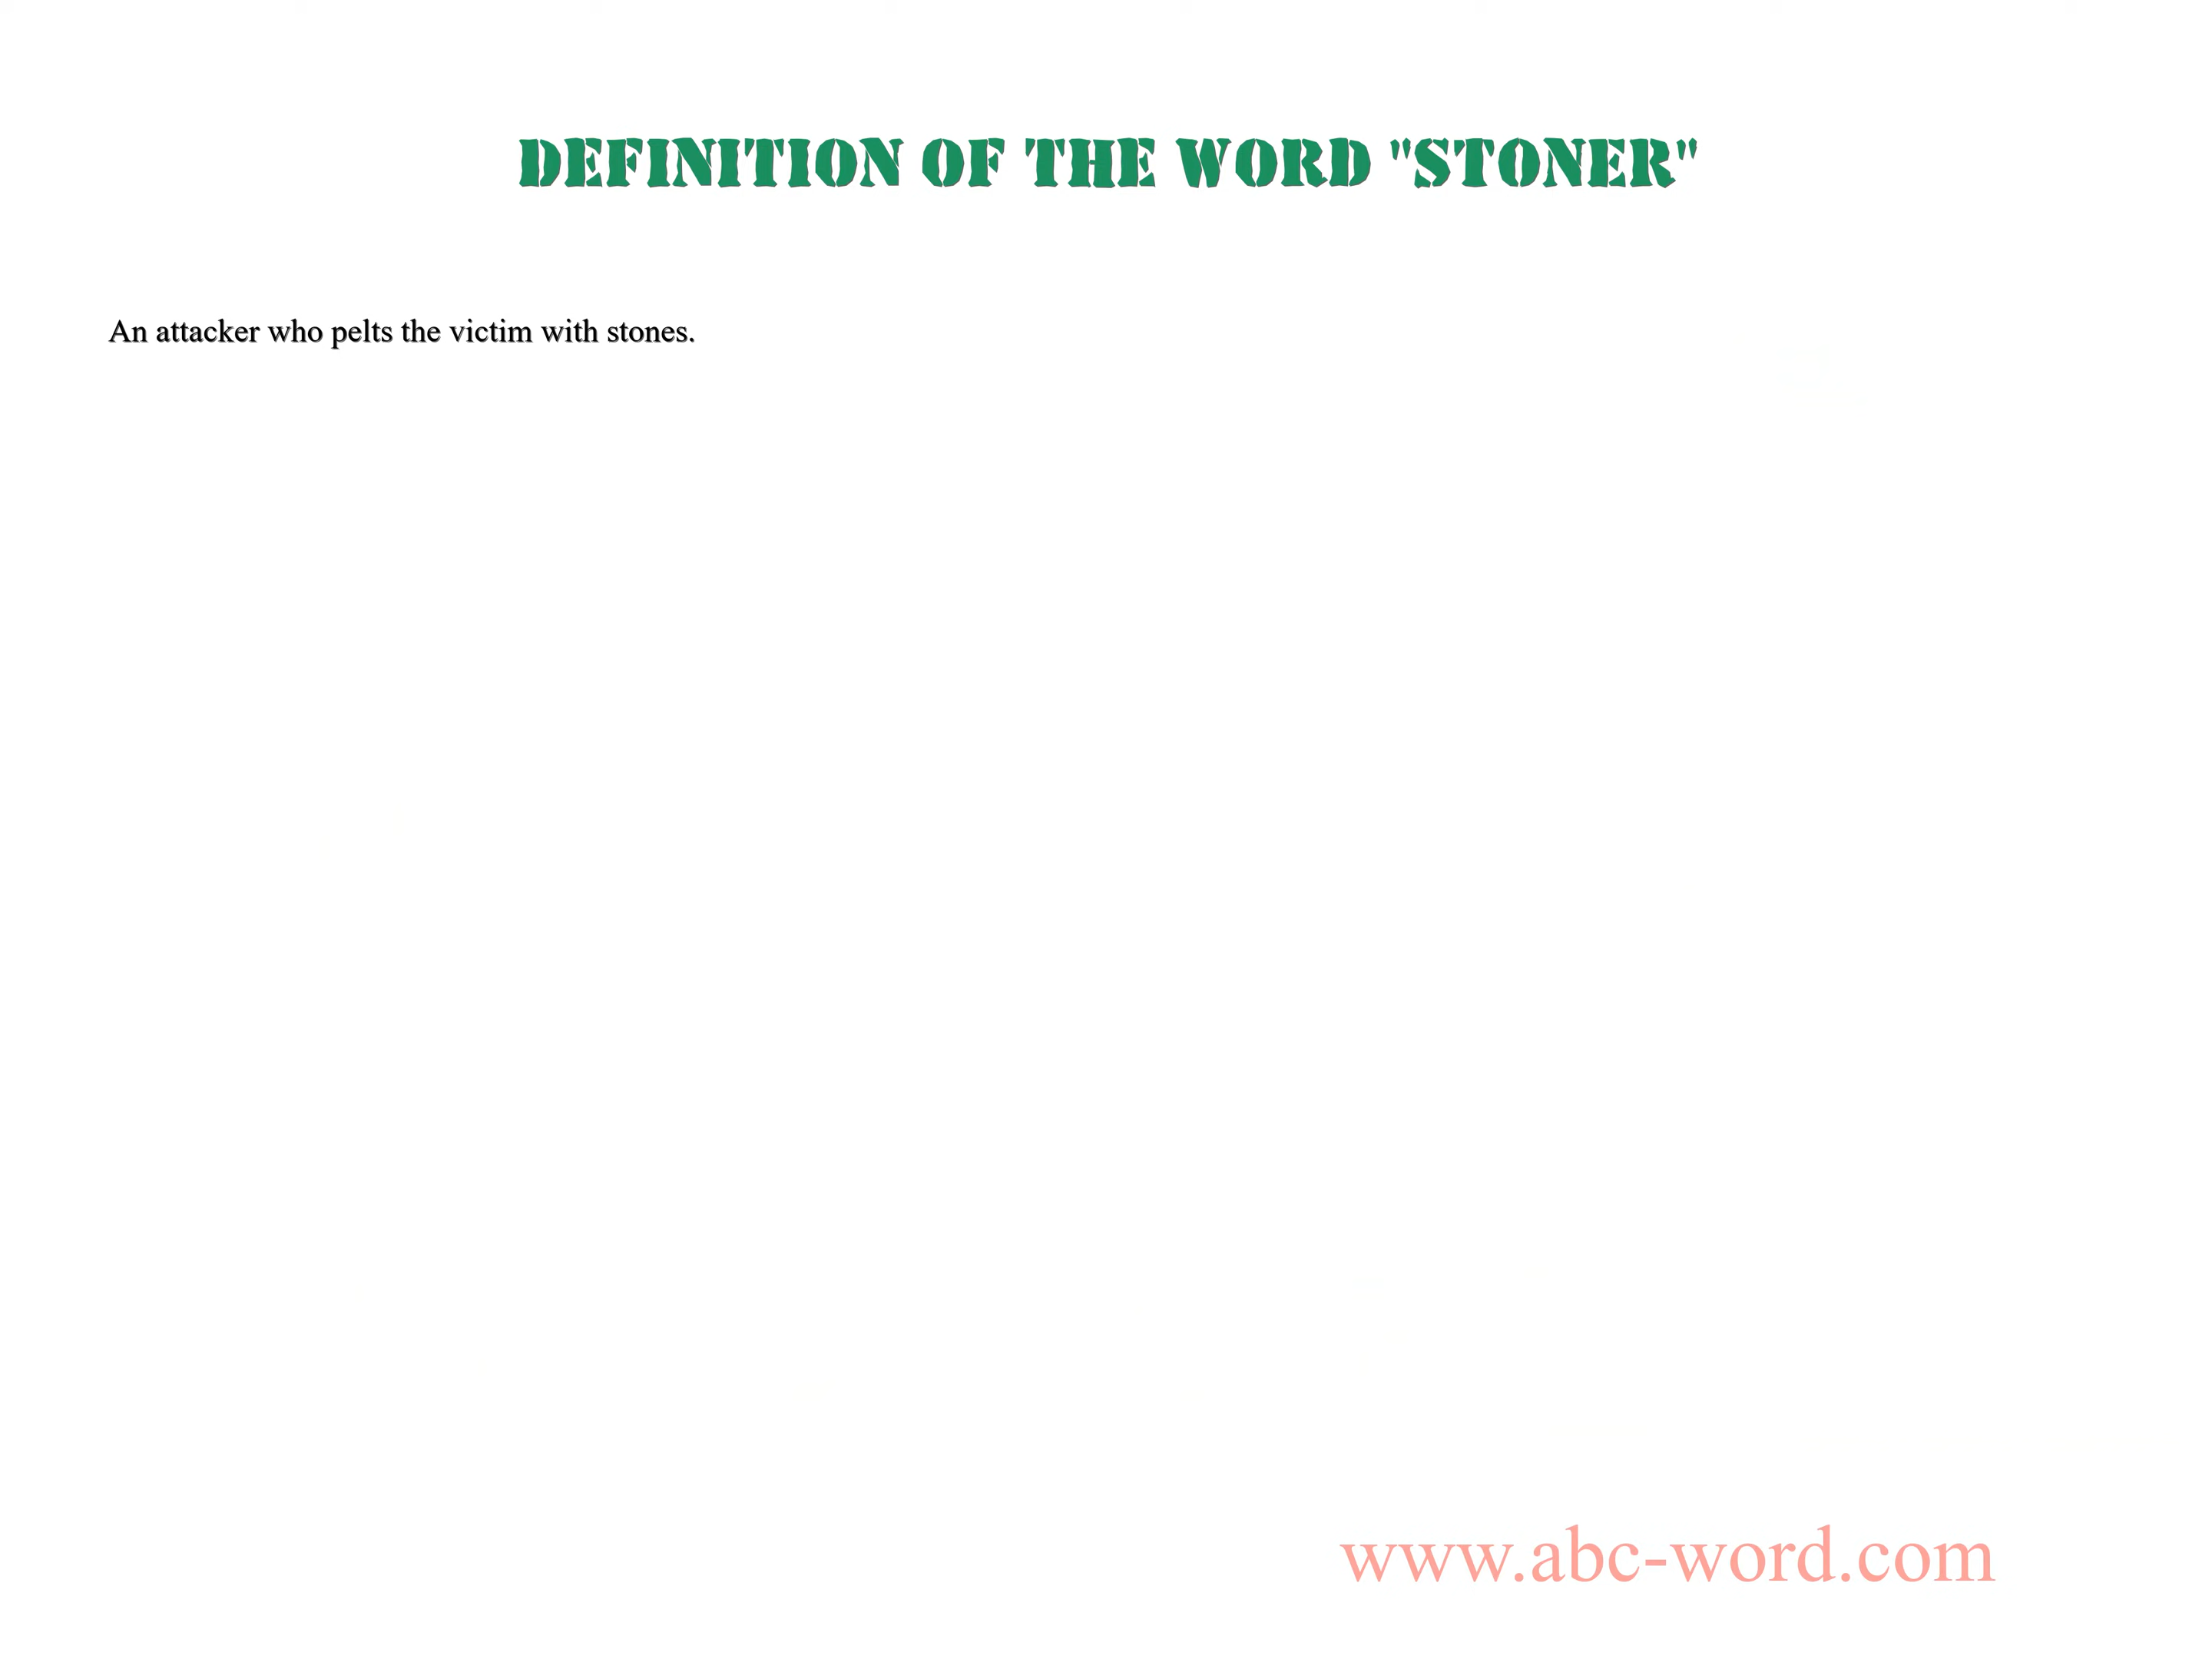 DEFINITION OF THE WORD "STONER"
An attacker who pelts the victim with stones.
www.abc-word.com